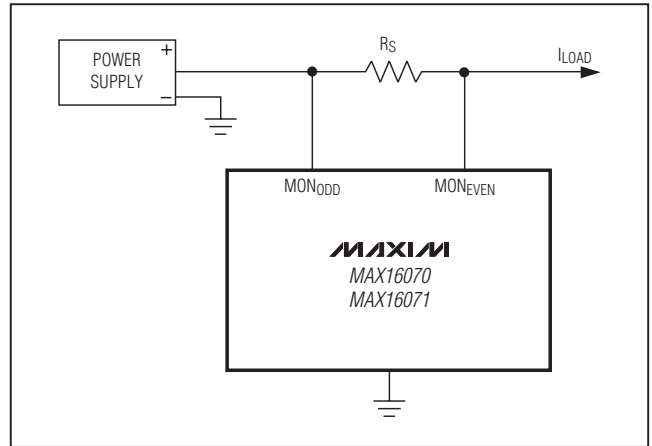 POWER
SUPPLY
+
−
RS
ILOAD
MONODD
MONEVEN
MAXIM
MAX16070
MAX16071